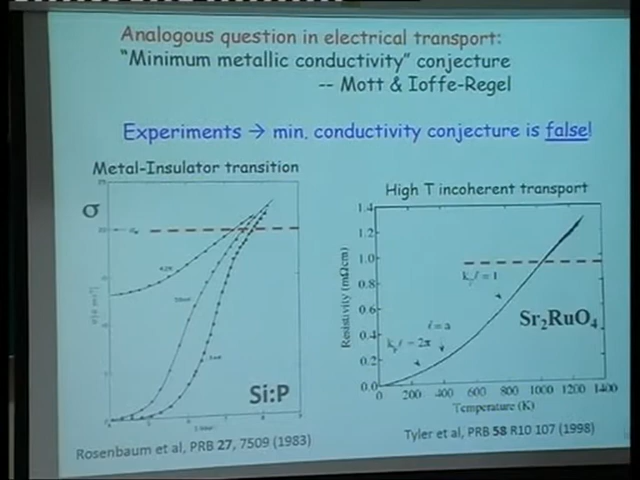 Analogous question in electrical transport:
“Minimum metallic conductivity” conjecture
-- Mott & Ioffe-Regel
Experiments → min. conductivity conjecture is false!
Metal-Insulator transition
σ
Si:P
Rosenbaum et al, PRB 27, 7509 (1983)
High T incoherent transport
1.4
1.2
1.0
0.8
0.6
0.4
0.2
0.0
Resistivity (mΩcm)
k_F ℓ = 1
Sr₂RuO₄
ℓ = a
k_F ℓ = 2π
0 200 400 600 800 1000 1200 1400
Temperature (K)
Tyler et al, PRB 58 R10 107 (1998)